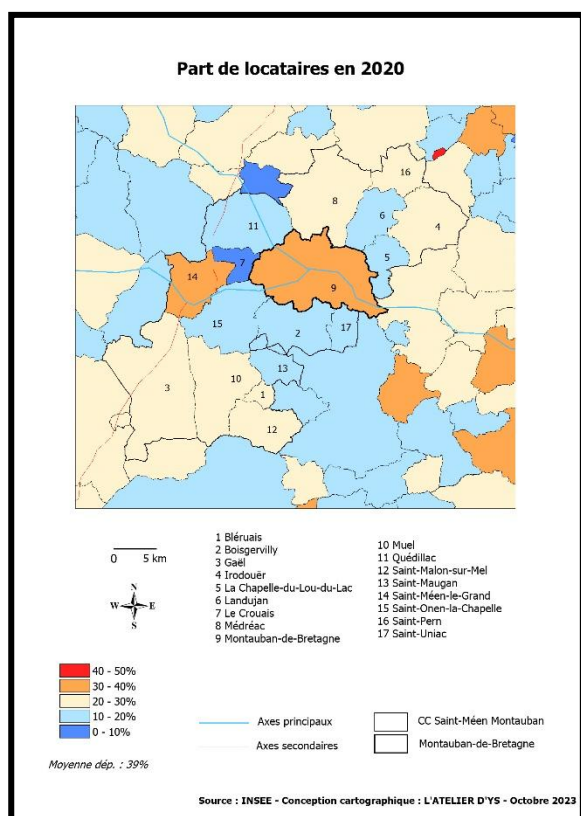 Part de locataires en 2020
16
8
6
4
11
5
7
14
9
15
2
17
13
3
10
1
12
0 5 km
N
W E
S
1 Bléruais
2 Boisgervilly
3 Gaël
4 Irodouër
5 La Chapelle-du-Lou-du-Lac
6 Landujan
7 Le Crouais
8 Médréac
9 Montauban-de-Bretagne
10 Muel
11 Quédillac
12 Saint-Malon-sur-Mel
13 Saint-Maugan
14 Saint-Méen-le-Grand
15 Saint-Onen-la-Chapelle
16 Saint-Pern
17 Saint-Uniac
40 - 50%
30 - 40%
20 - 30%
10 - 20%
0 - 10%
Axes principaux
Axes secondaires
CC Saint-Méen Montauban
Montauban-de-Bretagne
Moyenne dép. : 39%
Source : INSEE - Conception cartographique : L'ATELIER D'YS - Octobre 2023